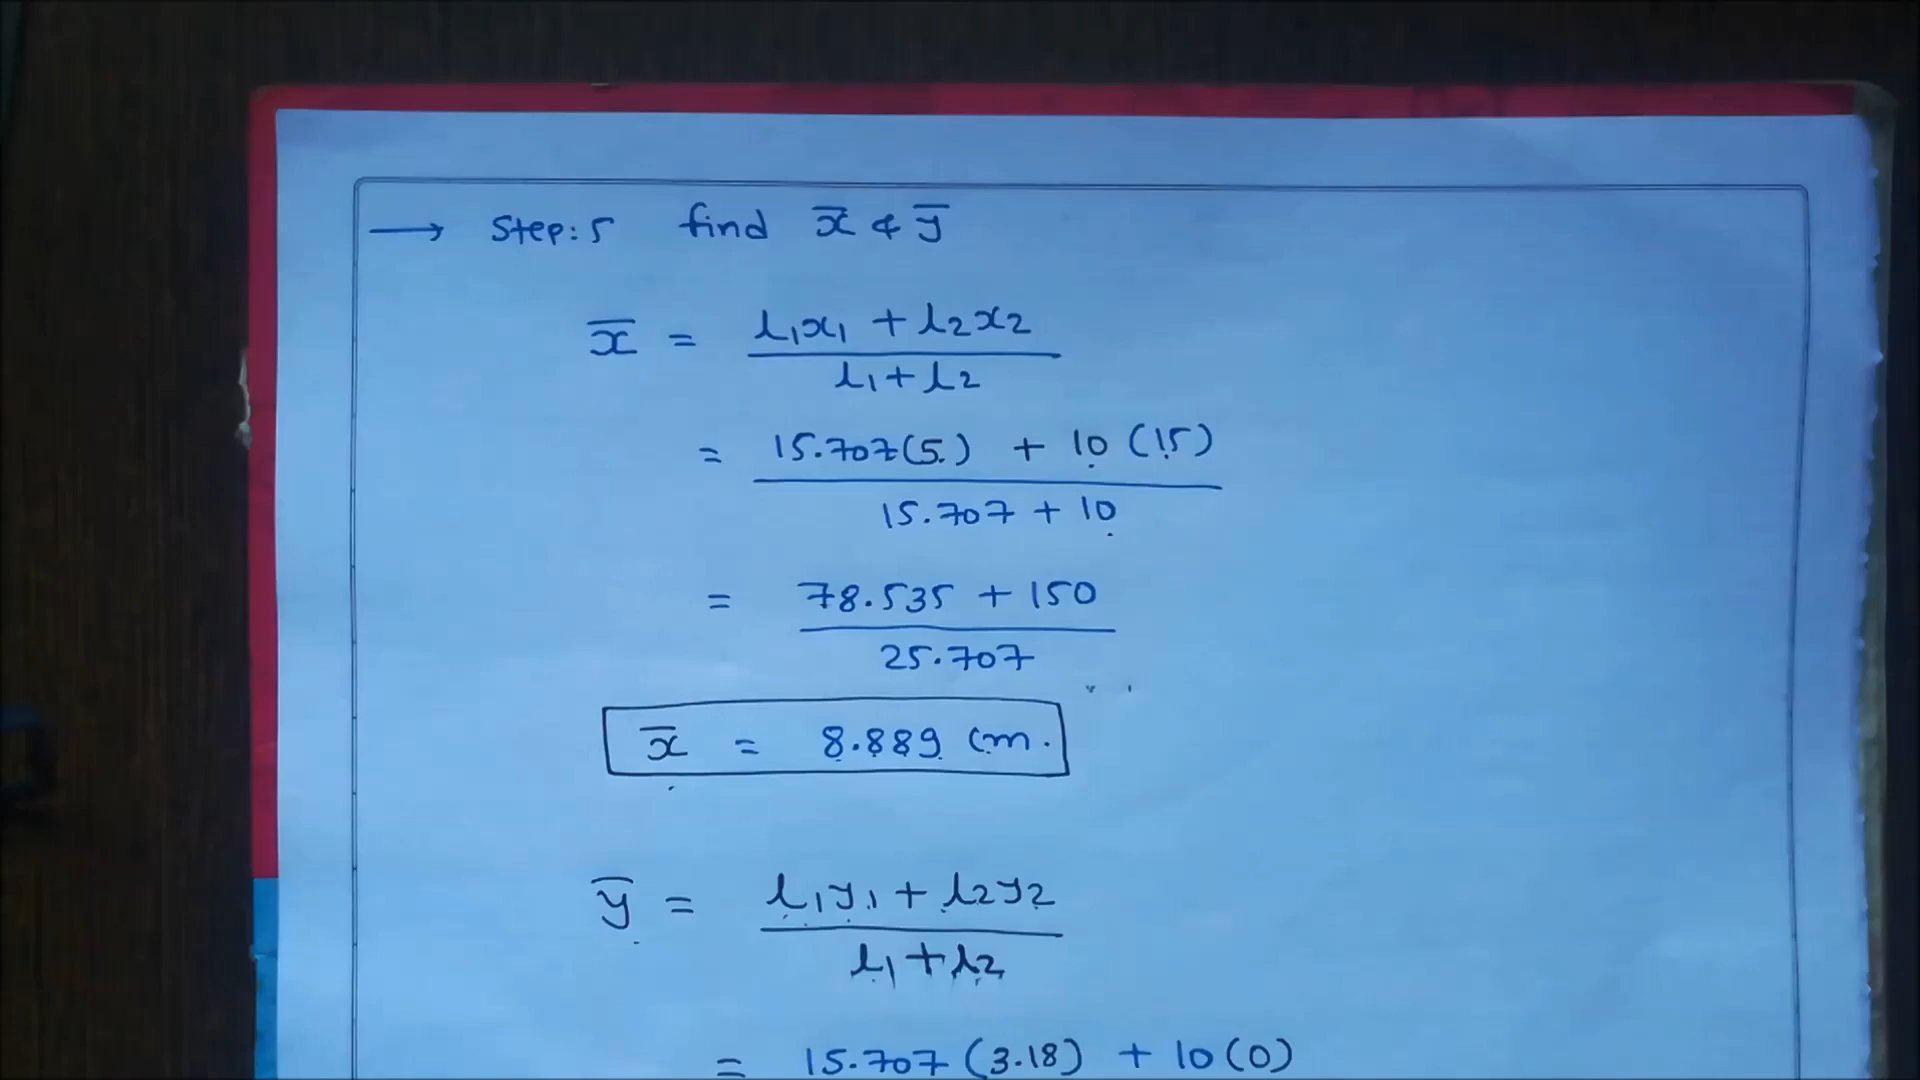 → Step: 5 find x̄ & ȳ
x̄ = l₁x₁ + l₂x₂
l₁ + l₂
= 15.707(5) + 10 (15)
15.707 + 10
= 78.535 + 150
25.707
x̄ = 8.889 cm.
ȳ = l₁y₁ + l₂y₂
l₁ + l₂
= 15.707 (3.18) + 10 (0)